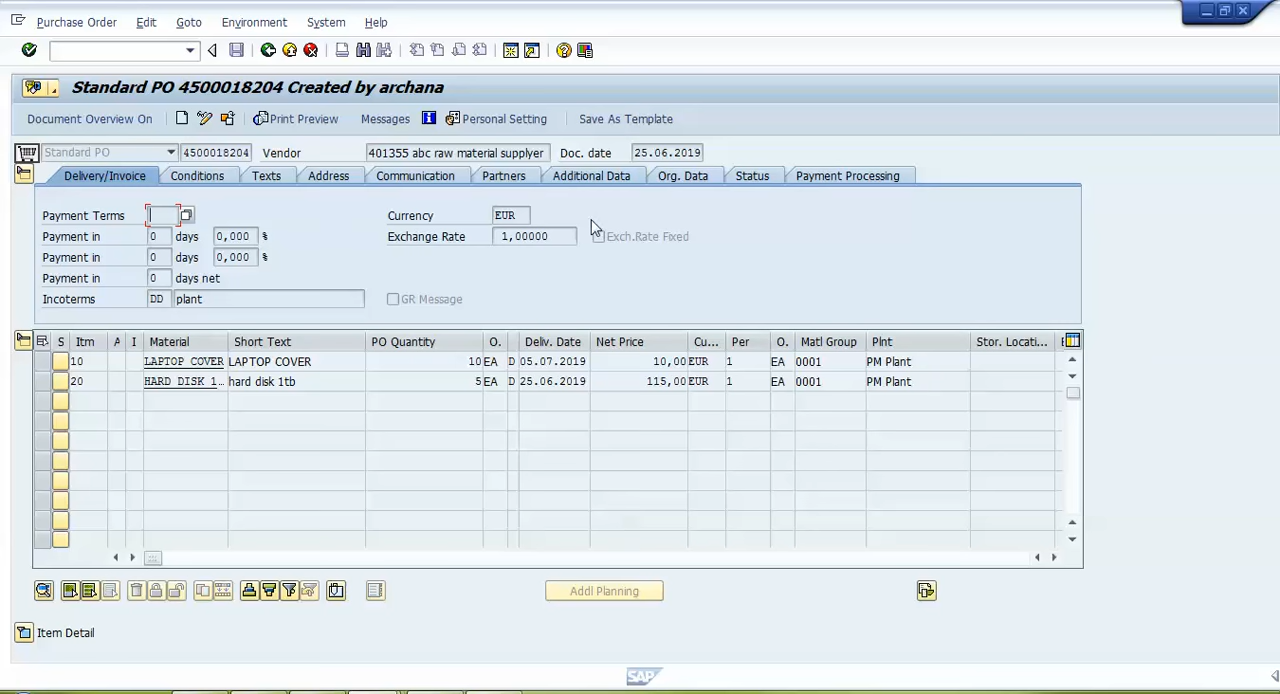 Purchase Order Edit Goto Environment System Help
Standard PO 4500018204 Created by archana
Document Overview On Print Preview Messages Personal Setting Save As Template
Standard PO 4500018204 Vendor 401355 abc raw material supplyer Doc. date 25.06.2019
Delivery/Invoice Conditions Texts Address Communication Partners Additional Data Org. Data Status Payment Processing
Payment Terms Currency EUR
Payment in 0 days 0,000 % Exchange Rate 1,00000 Exch.Rate Fixed
Payment in 0 days 0,000 %
Payment in 0 days net
Incoterms DD plant GR Message
S Itm A I Material Short Text PO Quantity O. Deliv. Date Net Price Cu... Per O. Matl Group Plnt Stor. Locati...
10 LAPTOP COVER LAPTOP COVER 10 EA D 05.07.2019 10,00 EUR 1 EA 0001 PM Plant
20 HARD DISK 1... hard disk 1tb 5 EA D 25.06.2019 115,00 EUR 1 EA 0001 PM Plant
Addl Planning
Item Detail
SAP